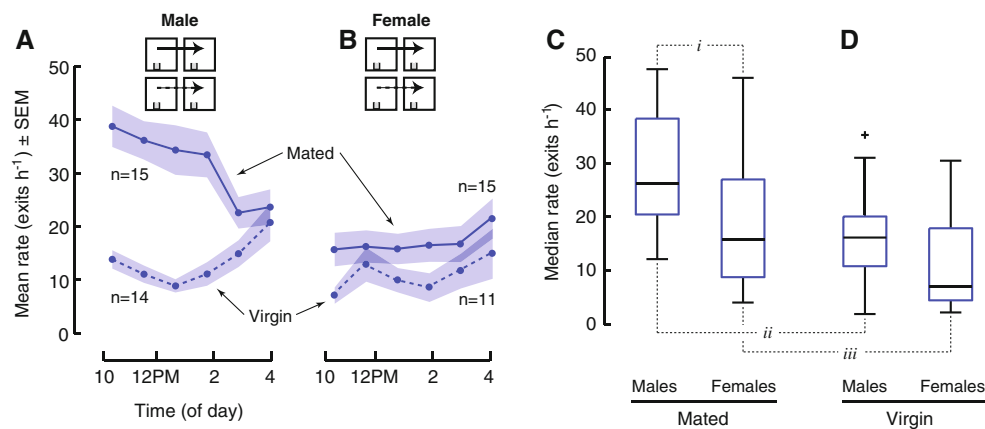 A
Male
Mean rate (exits h⁻¹) ± SEM
50
40
30
20
10
0
n=15
n=14
10
12PM
2
4
Time (of day)
Mated
Virgin
B
Female
n=15
n=11
10
12PM
2
4
C
Median rate (exits h⁻¹)
50
40
30
20
10
0
i
ii
iii
D
Males
Females
Males
Females
Mated
Virgin